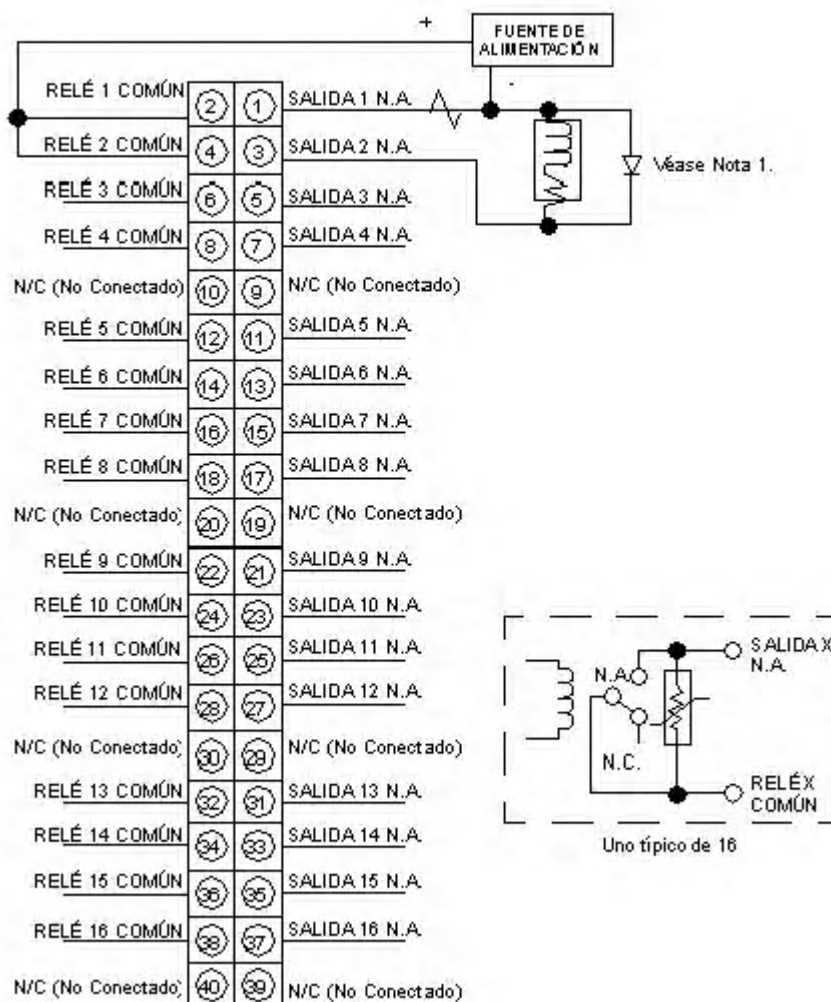 +
FUENTE DE
ALIMENTACIÓN
-
RELÉ 1 COMÚN 2 1 SALIDA 1 N.A.
RELÉ 2 COMÚN 4 3 SALIDA 2 N.A.
Véase Nota 1.
RELÉ 3 COMÚN 6 5 SALIDA 3 N.A.
RELÉ 4 COMÚN 8 7 SALIDA 4 N.A.
N/C (No Conectado) 10 9 N/C (No Conectado)
RELÉ 5 COMÚN 12 11 SALIDA 5 N.A.
RELÉ 6 COMÚN 14 13 SALIDA 6 N.A.
RELÉ 7 COMÚN 16 15 SALIDA 7 N.A.
RELÉ 8 COMÚN 18 17 SALIDA 8 N.A.
N/C (No Conectado) 20 19 N/C (No Conectado)
RELÉ 9 COMÚN 22 21 SALIDA 9 N.A.
RELÉ 10 COMÚN 24 23 SALIDA 10 N.A.
RELÉ 11 COMÚN 26 25 SALIDA 11 N.A.
RELÉ 12 COMÚN 28 27 SALIDA 12 N.A.
N/C (No Conectado) 30 29 N/C (No Conectado)
RELÉ 13 COMÚN 32 31 SALIDA 13 N.A.
RELÉ 14 COMÚN 34 33 SALIDA 14 N.A.
RELÉ 15 COMÚN 36 35 SALIDA 15 N.A.
RELÉ 16 COMÚN 38 37 SALIDA 16 N.A.
N/C (No Conectado) 40 39 N/C (No Conectado)
SALIDA X
N.A.
N.A.
N.C.
RELÉ X
COMÚN
Uno típico de 16